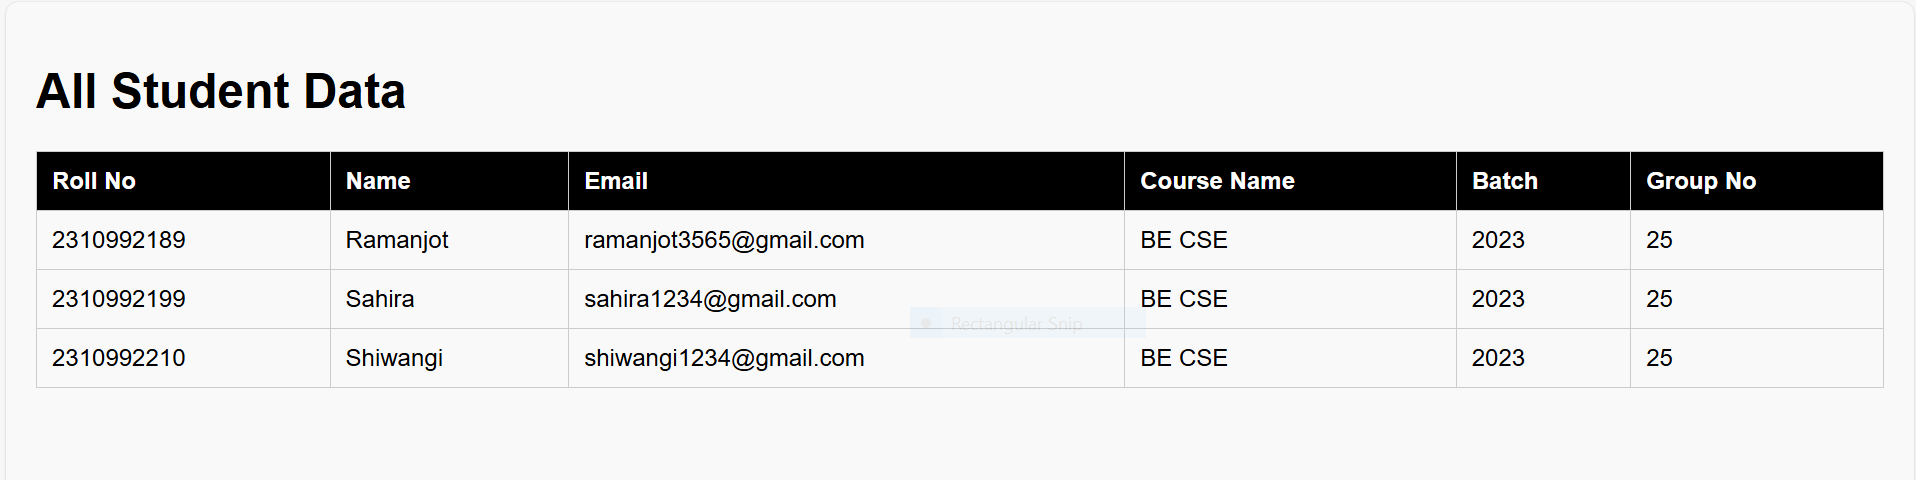 All Student Data
Roll No Name Email Course Name Batch Group No
2310992189 Ramanjot ramanjot3565@gmail.com BE CSE 2023 25
2310992199 Sahira sahira1234@gmail.com BE CSE 2023 25
Rectangular Snip
2310992210 Shiwangi shiwangi1234@gmail.com BE CSE 2023 25